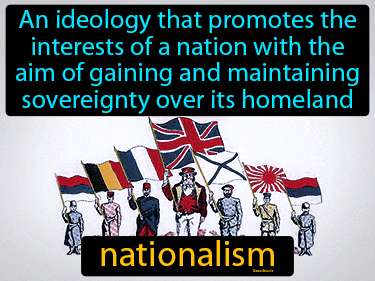 An ideology that promotes the
interests of a nation with the
aim of gaining and maintaining
sovereignty over its homeland
nationalism